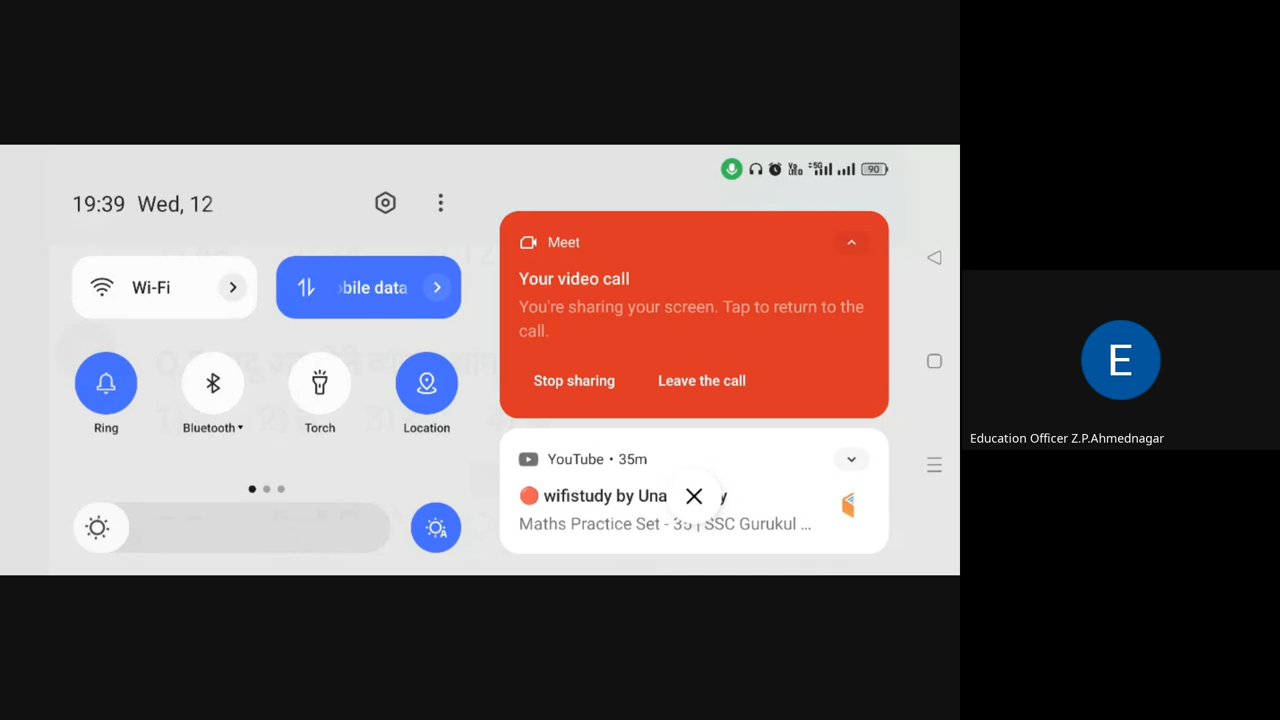 19:39 Wed, 12
90
Wi-Fi
bile data
Ring
Bluetooth
Torch
Location
Meet
Your video call
You're sharing your screen. Tap to return to the
call.
Stop sharing
Leave the call
YouTube • 35m
wifistudy by Una y
Maths Practice Set - 35 | SSC Gurukul ...
E
Education Officer Z.P.Ahmednagar